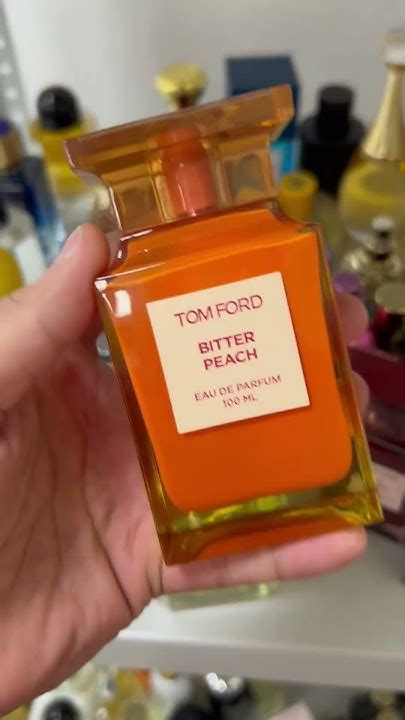 TOM FORD
BITTER
PEACH
EAU DE PARFUM
100 ML